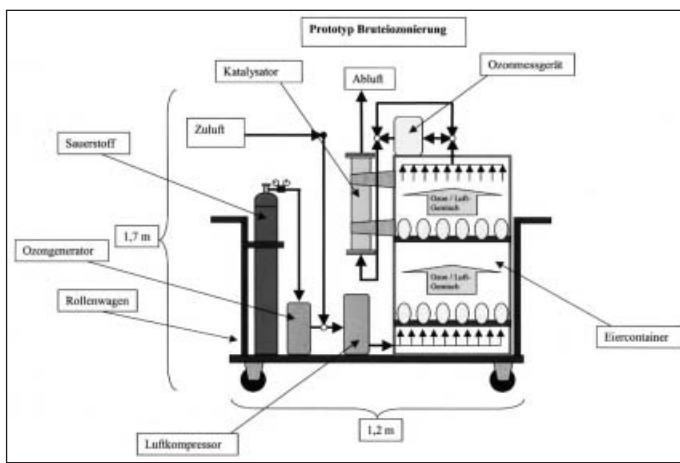 Prototyp Bruteiozonierung
Katalysator
Abluft
Ozonmessgerät
Zuluft
Sauerstoff
Ozon / Luft-
Gemisch
1,7 m
Ozongenerator
Ozon / Luft-
Gemisch
Rollenwagen
Eiercontainer
1,2 m
Luftkompressor